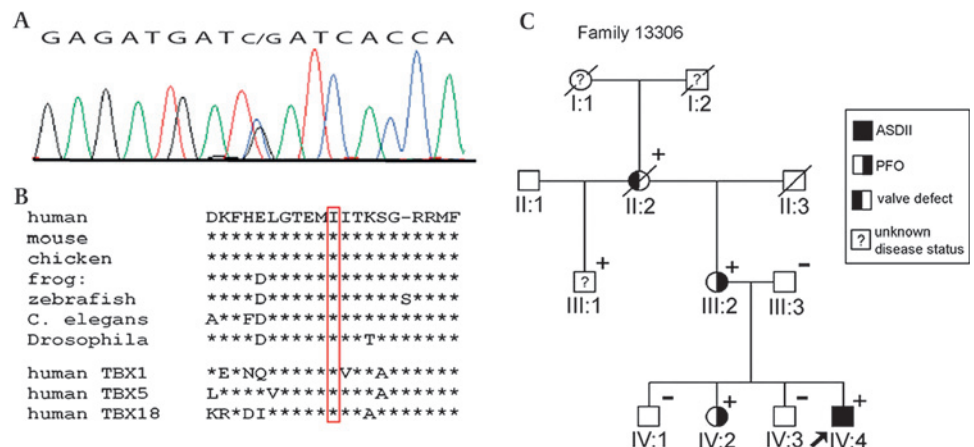 A
GAGATGATC/GATCACCA
B
human DKFHELGTEMIITKSG-RRMF
mouse ********************
chicken ********************
frog: ****D***************
zebrafish ****D***********S***
C. elegans A**FD***************
Drosophila ****D********T******
human TBX1 *E*NQ******V**A*****
human TBX5 L****V********A*****
human TBX18 KR*DI********A******
C
Family 13306
? ?
I:1 I:2
+
II:1 II:2 II:3
? + + -
III:1 III:2 III:3
- + - +
IV:1 IV:2 IV:3 IV:4
ASDII
PFO
valve defect
? unknown
disease status